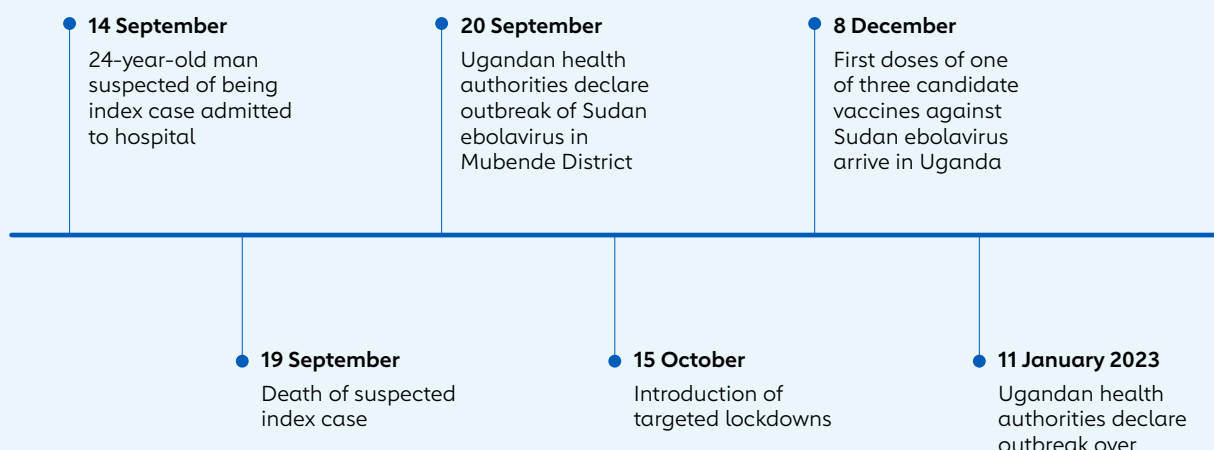 14 September
24-year-old man
suspected of being
index case admitted
to hospital
19 September
Death of suspected
index case
20 September
Ugandan health
authorities declare
outbreak of Sudan
ebolavirus in
Mubende District
15 October
Introduction of
targeted lockdowns
8 December
First doses of one
of three candidate
vaccines against
Sudan ebolavirus
arrive in Uganda
11 January 2023
Ugandan health
authorities declare
outbreak over